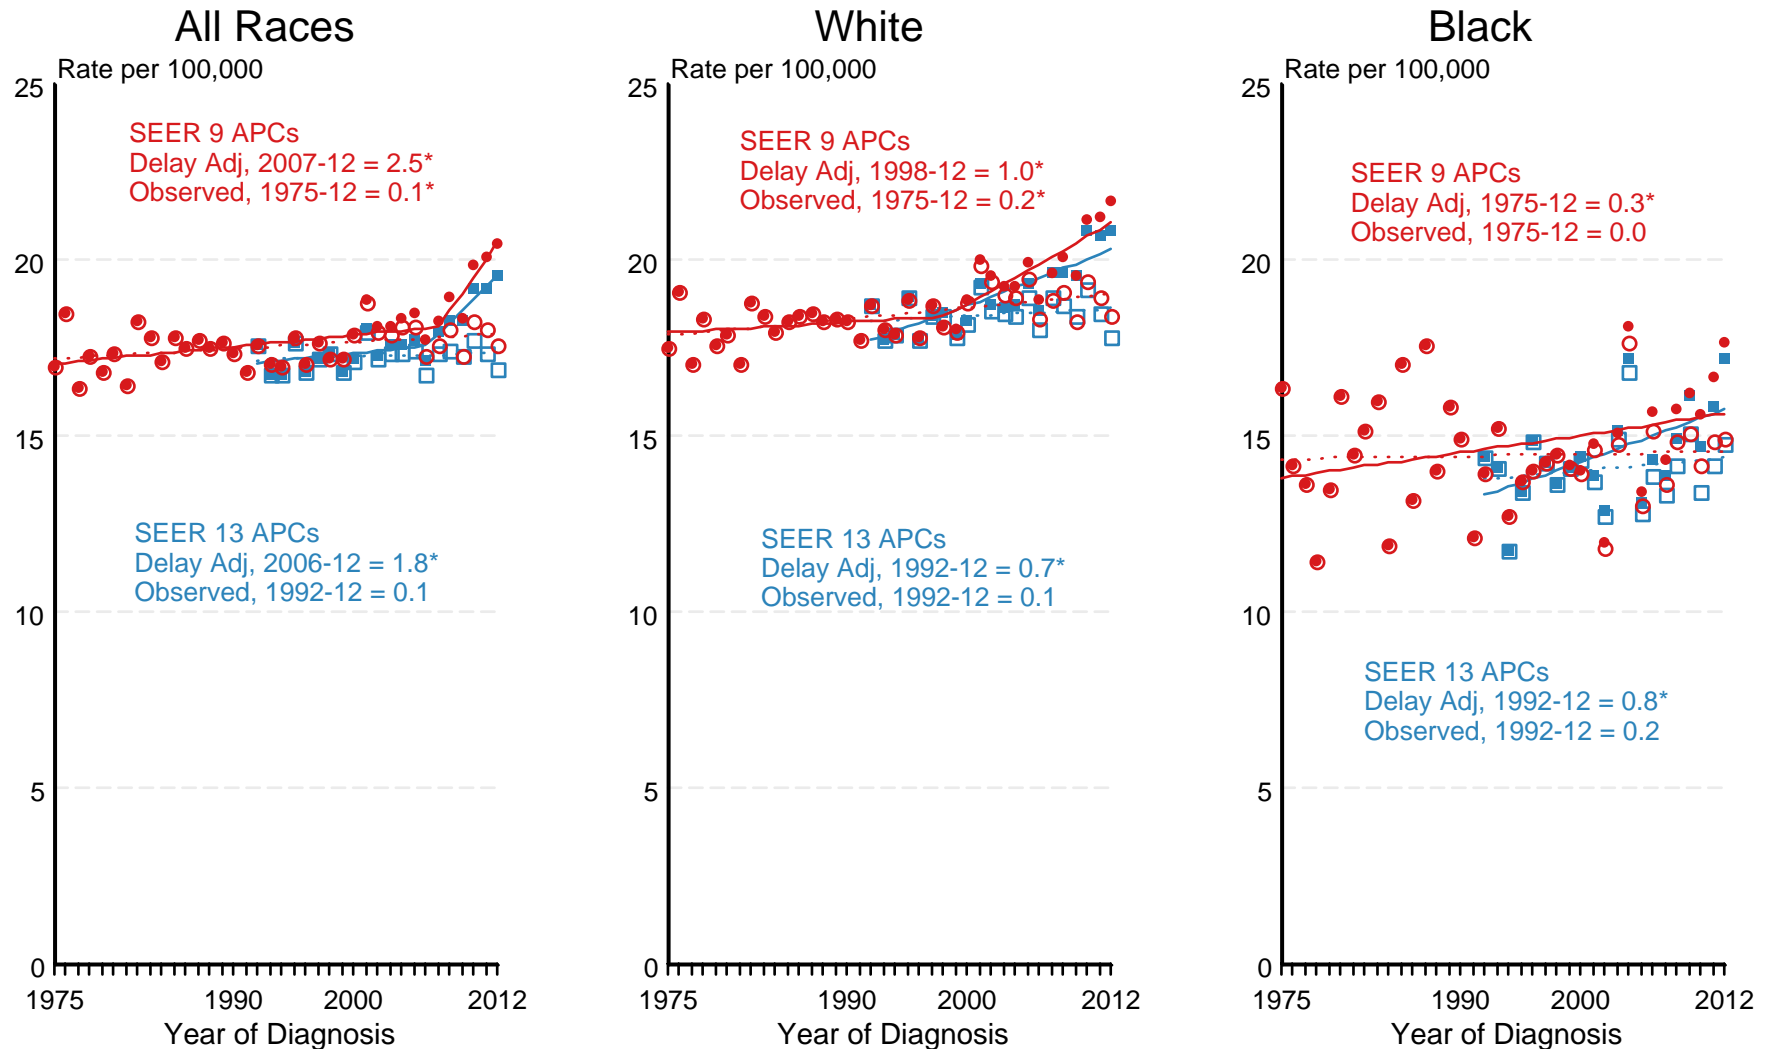 All Races
Rate per 100,000
25
20
15
10
5
0
SEER 9 APCs
Delay Adj, 2007-12 = 2.5*
Observed, 1975-12 = 0.1*
SEER 13 APCs
Delay Adj, 2006-12 = 1.8*
Observed, 1992-12 = 0.1
1975 1990 2000 2012
Year of Diagnosis
White
Rate per 100,000
25
20
15
10
5
0
SEER 9 APCs
Delay Adj, 1998-12 = 1.0*
Observed, 1975-12 = 0.2*
SEER 13 APCs
Delay Adj, 1992-12 = 0.7*
Observed, 1992-12 = 0.1
1975 1990 2000 2012
Year of Diagnosis
Black
Rate per 100,000
25
20
15
10
5
0
SEER 9 APCs
Delay Adj, 1975-12 = 0.3*
Observed, 1975-12 = 0.0
SEER 13 APCs
Delay Adj, 1992-12 = 0.8*
Observed, 1992-12 = 0.2
1975 1990 2000 2012
Year of Diagnosis